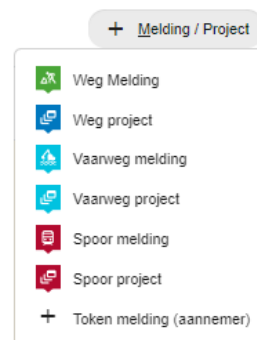 + Melding / Project
Weg Melding
Weg project
Vaarweg melding
Vaarweg project
Spoor melding
Spoor project
+ Token melding (aannemer)